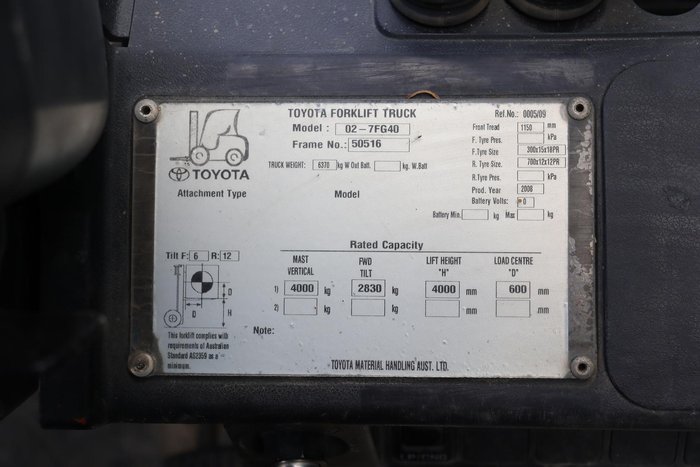 TOYOTA FORKLIFT TRUCK
Ref.No.: 0005/09
Model : 02-7FG40
Frame No.: 50516
TRUCK WEIGHT: 6370 kg W Out Batt. kg. W.Batt
Front Tread 1150 mm
F. Tyre Pres. kPa
F.Tyre Size 300x15x18PR
R. Tyre Size 700x12x12PR
R.Tyre Pres. kPa
Prod. Year 2008
Battery Volts: 0
Battery Min. kg Max kg
TOYOTA
Attachment Type Model
Rated Capacity
Tilt F: 6 R: 12
MAST VERTICAL FWD TILT LIFT HEIGHT "H" LOAD CENTRE "D"
1) 4000 kg 2830 kg 4000 mm 600 mm
2) kg kg mm mm
D
D H
This forklift complies with
requirements of Australian
Standard AS2359 as a
minimum.
Note:
TOYOTA MATERIAL HANDLING AUST. LTD.